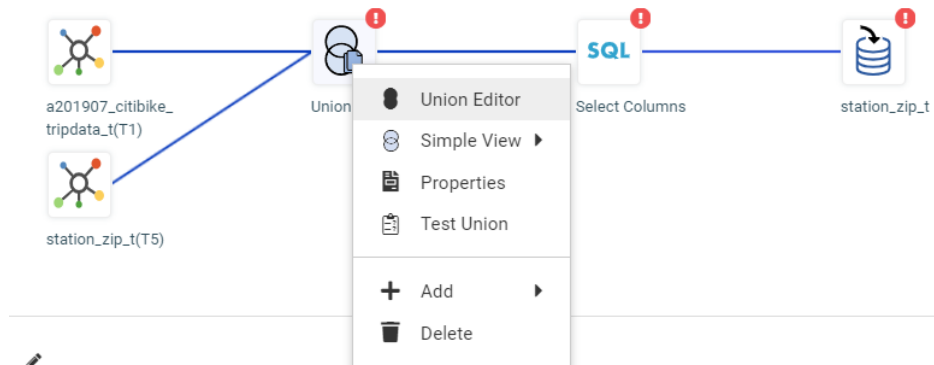 SQL
a201907_citibike_
tripdata_t(T1)
Union
Select Columns
station_zip_t
station_zip_t(T5)
Union Editor
Simple View
Properties
Test Union
Add
Delete